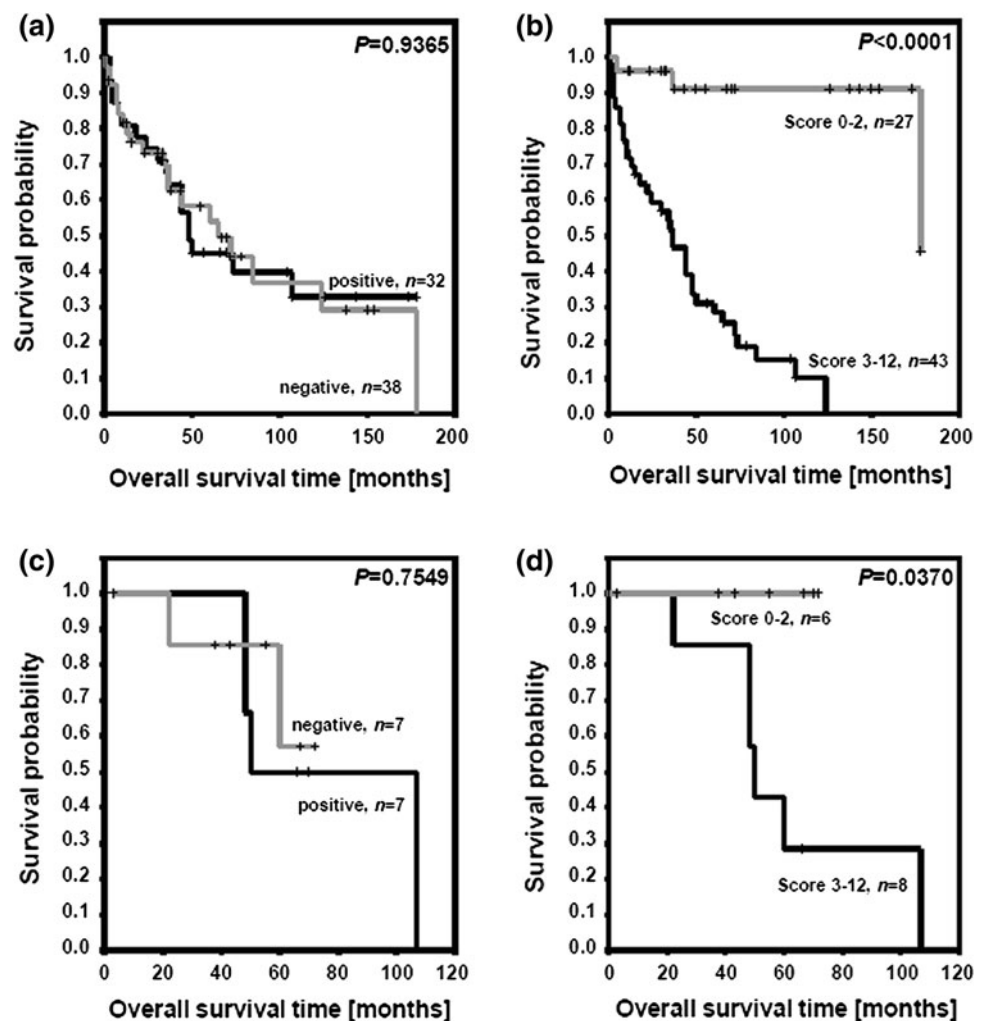 (a)
P=0.9365
Survival probability
1.0
0.9
0.8
0.7
0.6
0.5
0.4
0.3
0.2
0.1
0.0
positive, n=32
negative, n=38
0 50 100 150 200
Overall survival time [months]
(b)
P<0.0001
Survival probability
1.0
0.9
0.8
0.7
0.6
0.5
0.4
0.3
0.2
0.1
0.0
Score 0-2, n=27
Score 3-12, n=43
0 50 100 150 200
Overall survival time [months]
(c)
P=0.7549
Survival probability
1.0
0.9
0.8
0.7
0.6
0.5
0.4
0.3
0.2
0.1
0.0
negative, n=7
positive, n=7
0 20 40 60 80 100 120
Overall survival time [months]
(d)
P=0.0370
Survival probability
1.0
0.9
0.8
0.7
0.6
0.5
0.4
0.3
0.2
0.1
0.0
Score 0-2, n=6
Score 3-12, n=8
0 20 40 60 80 100 120
Overall survival time [months]